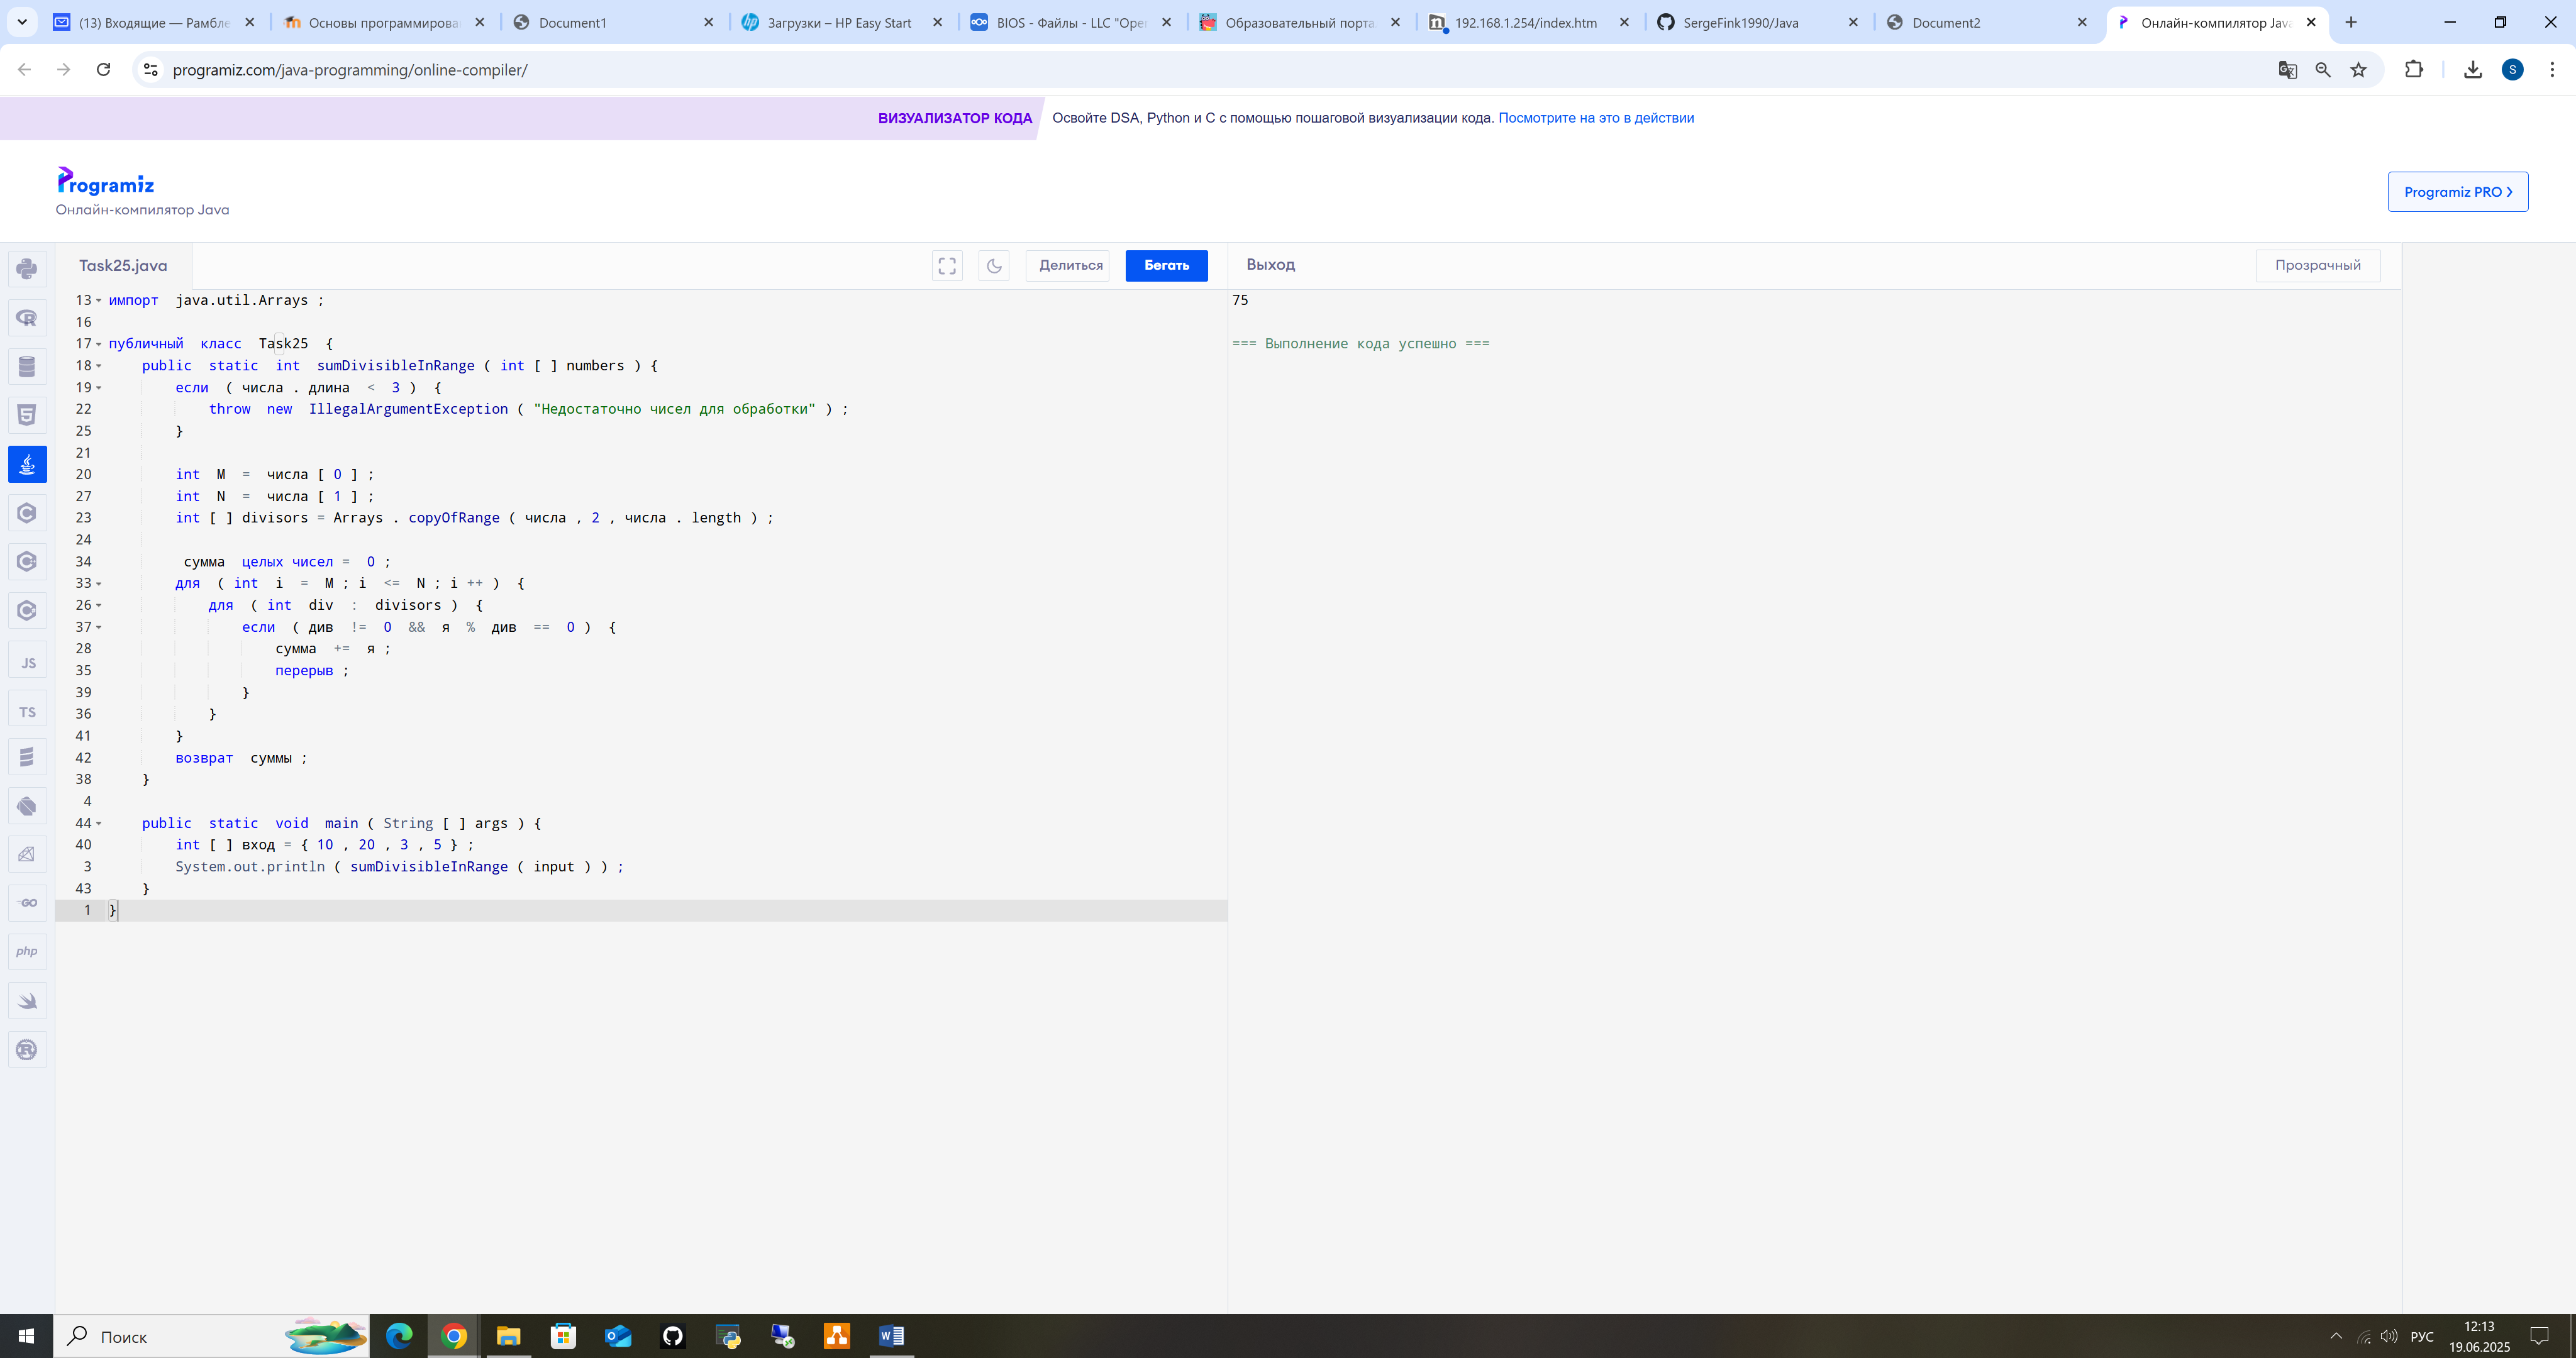 (13) Входящие — Рамбле
Основы программирова
Document1
Загрузки – HP Easy Start
BIOS - Файлы - LLC "Ope
Образовательный порта
192.168.1.254/index.htm
SergeFink1990/Java
Document2
Онлайн-компилятор Java
programiz.com/java-programming/online-compiler/
S
ВИЗУАЛИЗАТОР КОДА
Освойте DSA, Python и C с помощью пошаговой визуализации кода. Посмотрите на это в действии
Programiz
Онлайн-компилятор Java
Programiz PRO
Task25.java
Делиться
Бегать
Выход
Прозрачный
13 импорт java.util.Arrays ;
16
17 публичный класс Task25 {
18 public static int sumDivisibleInRange ( int [ ] numbers ) {
19 если ( числа . длина < 3 ) {
22 throw new IllegalArgumentException ( "Недостаточно чисел для обработки" ) ;
25 }
21
20 int M = числа [ 0 ] ;
27 int N = числа [ 1 ] ;
23 int [ ] divisors = Arrays . copyOfRange ( числа , 2 , числа . length ) ;
24
34 сумма целых чисел = 0 ;
33 для ( int i = M ; i <= N ; i ++ ) {
26 для ( int div : divisors ) {
37 если ( див != 0 && я % див == 0 ) {
28 сумма += я ;
35 перерыв ;
39 }
36 }
41 }
42 возврат суммы ;
38 }
4
44 public static void main ( String [ ] args ) {
40 int [ ] вход = { 10 , 20 , 3 , 5 } ;
3 System.out.println ( sumDivisibleInRange ( input ) ) ;
43 }
1 }
75
=== Выполнение кода успешно ===
JS
TS
GO
php
Поиск
РУС
12:13
19.06.2025